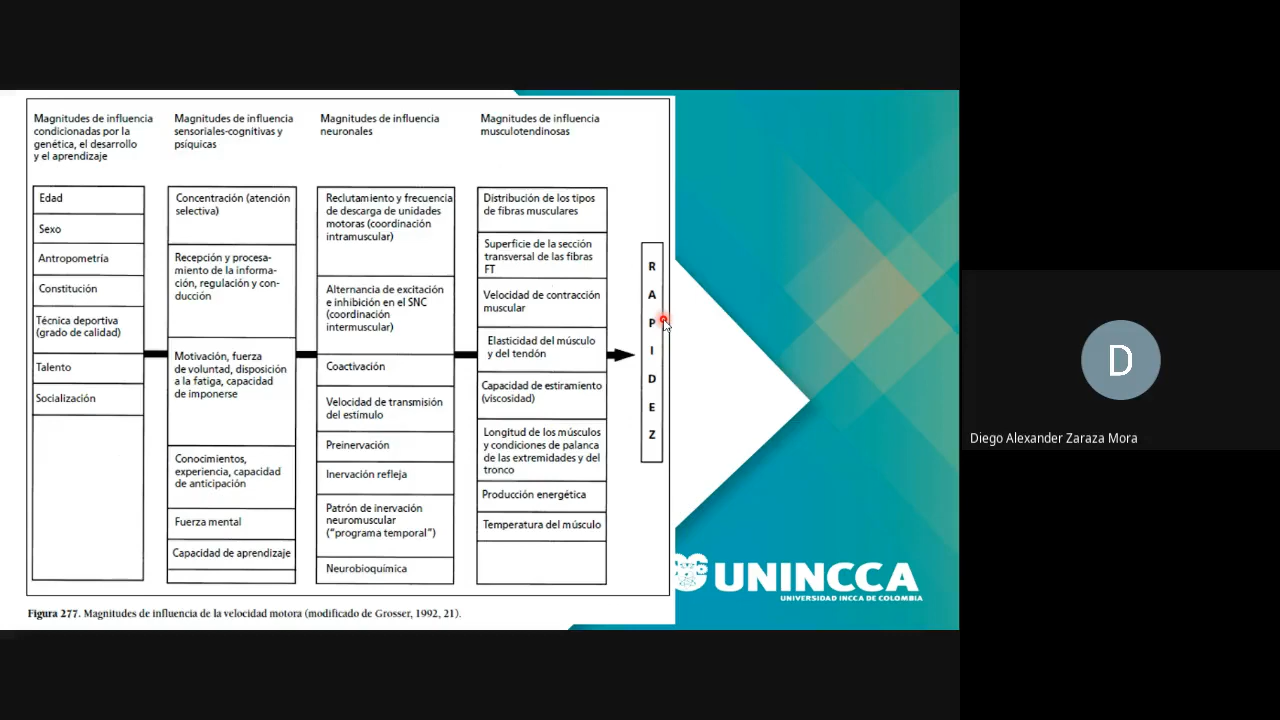 Magnitudes de influencia
condicionadas por la
genética, el desarrollo
y el aprendizaje
Edad
Sexo
Antropometría
Constitución
Técnica deportiva
(grado de calidad)
Talento
Socialización
Magnitudes de influencia
sensoriales-cognitivas y
psíquicas
Concentración (atención
selectiva)
Recepción y procesa-
miento de la informa-
ción, regulación y con-
ducción
Motivación, fuerza
de voluntad, disposición
a la fatiga, capacidad
de imponerse
Conocimientos,
experiencia, capacidad
de anticipación
Fuerza mental
Capacidad de aprendizaje
Magnitudes de influencia
neuronales
Reclutamiento y frecuencia
de descarga de unidades
motoras (coordinación
intramuscular)
Alternancia de excitación
e inhibición en el SNC
(coordinación
intermuscular)
Coactivación
Velocidad de transmisión
del estímulo
Preinervación
Inervación refleja
Patrón de inervación
neuromuscular
("programa temporal")
Neurobioquímica
Magnitudes de influencia
musculotendinosas
Distribución de los tipos
de fibras musculares
Superficie de la sección
transversal de las fibras
FT
Velocidad de contracción
muscular
Elasticidad del músculo
y del tendón
Capacidad de estiramiento
(viscosidad)
Longitud de los músculos
y condiciones de palanca
de las extremidades y del
tronco
Producción energética
Temperatura del músculo
R
A
P
I
D
E
Z
Figura 277. Magnitudes de influencia de la velocidad motora (modificado de Grosser, 1992, 21).
UNINCCA
UNIVERSIDAD INCCA DE COLOMBIA
D
Diego Alexander Zaraza Mora